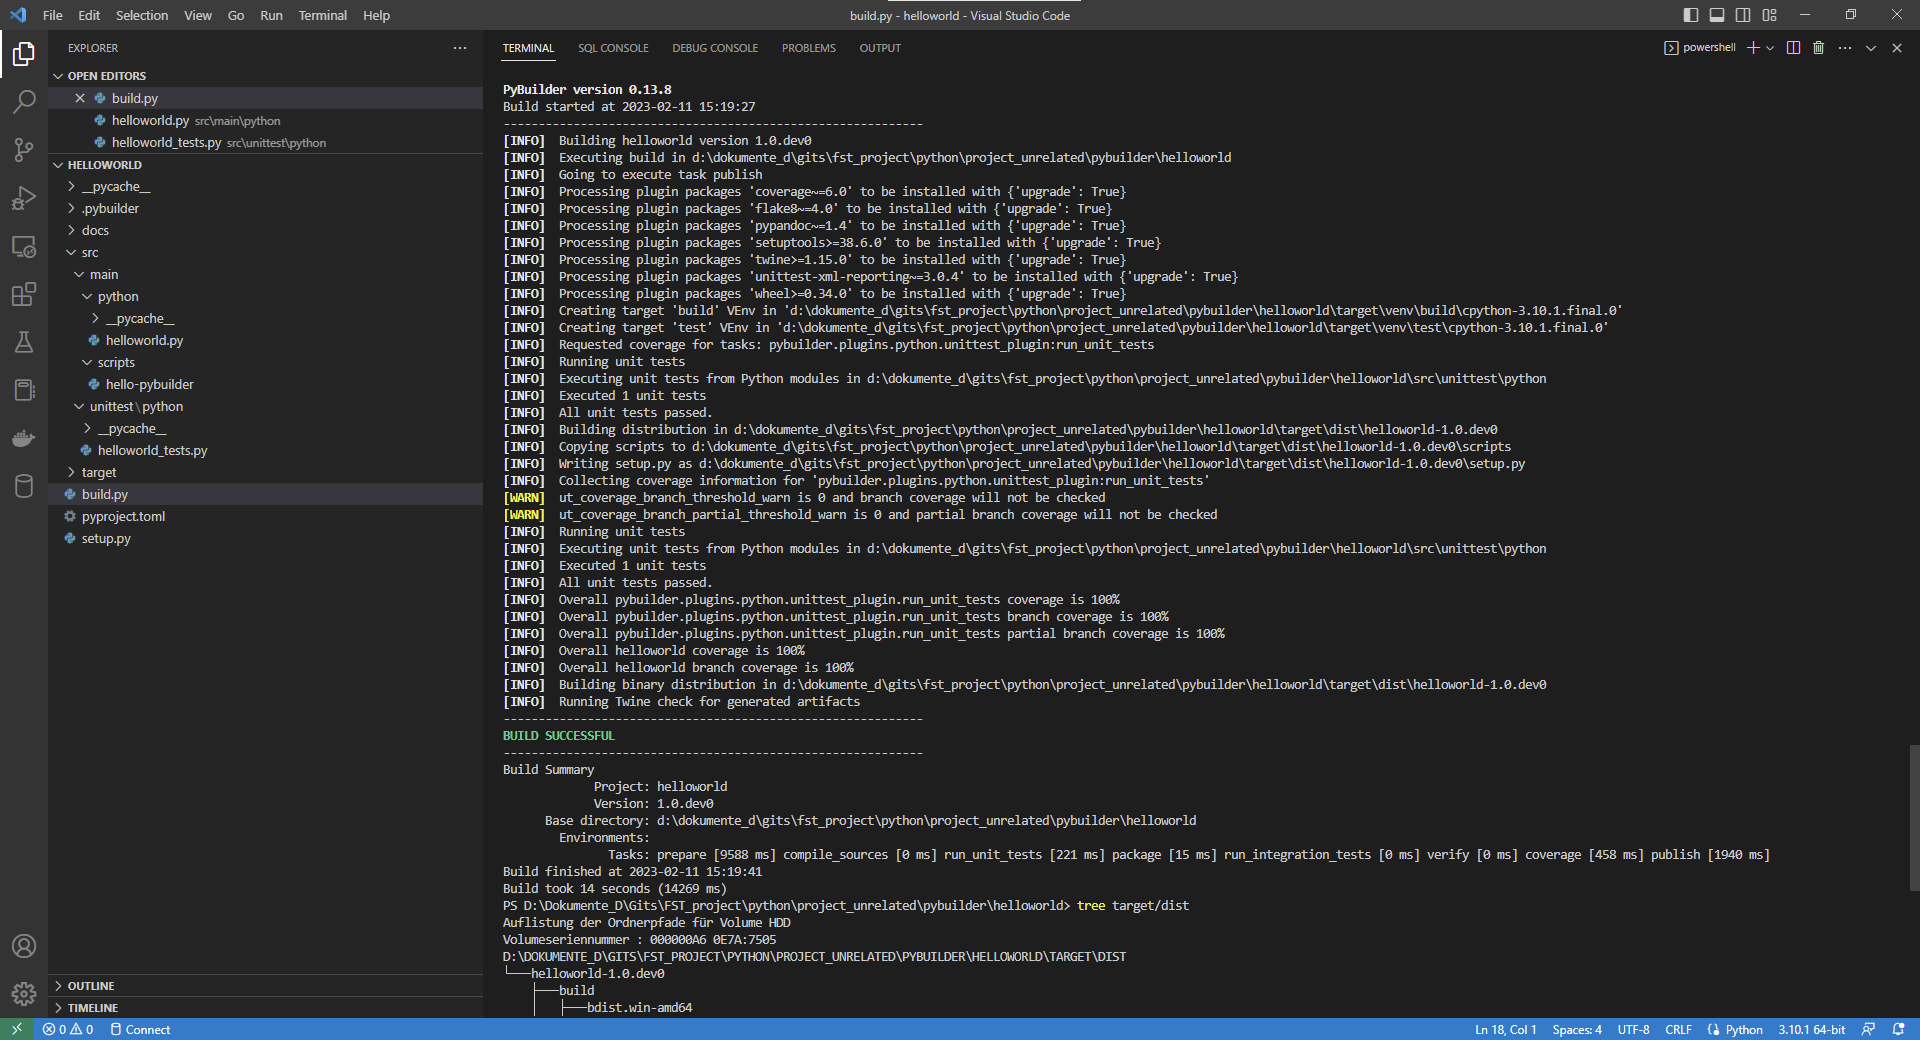 File Edit Selection View Go Run Terminal Help
build.py - helloworld - Visual Studio Code
EXPLORER
OPEN EDITORS
build.py
helloworld.py src\main\python
helloworld_tests.py src\unittest\python
HELLOWORLD
__pycache__
.pybuilder
docs
src
main
python
__pycache__
helloworld.py
scripts
hello-pybuilder
unittest\python
__pycache__
helloworld_tests.py
target
build.py
pyproject.toml
setup.py
OUTLINE
TIMELINE
TERMINAL SQL CONSOLE DEBUG CONSOLE PROBLEMS OUTPUT
powershell
PyBuilder version 0.13.8
Build started at 2023-02-11 15:19:27
------------------------------------------------------------
[INFO]  Building helloworld version 1.0.dev0
[INFO]  Executing build in d:\dokumente_d\gits\fst_project\python\project_unrelated\pybuilder\helloworld
[INFO]  Going to execute task publish
[INFO]  Processing plugin packages 'coverage~=6.0' to be installed with {'upgrade': True}
[INFO]  Processing plugin packages 'flake8~=4.0' to be installed with {'upgrade': True}
[INFO]  Processing plugin packages 'pypandoc~=1.4' to be installed with {'upgrade': True}
[INFO]  Processing plugin packages 'setuptools>=38.6.0' to be installed with {'upgrade': True}
[INFO]  Processing plugin packages 'twine>=1.15.0' to be installed with {'upgrade': True}
[INFO]  Processing plugin packages 'unittest-xml-reporting~=3.0.4' to be installed with {'upgrade': True}
[INFO]  Processing plugin packages 'wheel>=0.34.0' to be installed with {'upgrade': True}
[INFO]  Creating target 'build' VEnv in 'd:\dokumente_d\gits\fst_project\python\project_unrelated\pybuilder\helloworld\target\venv\build\cpython-3.10.1.final.0'
[INFO]  Creating target 'test' VEnv in 'd:\dokumente_d\gits\fst_project\python\project_unrelated\pybuilder\helloworld\target\venv\test\cpython-3.10.1.final.0'
[INFO]  Requested coverage for tasks: pybuilder.plugins.python.unittest_plugin:run_unit_tests
[INFO]  Running unit tests
[INFO]  Executing unit tests from Python modules in d:\dokumente_d\gits\fst_project\python\project_unrelated\pybuilder\helloworld\src\unittest\python
[INFO]  Executed 1 unit tests
[INFO]  All unit tests passed.
[INFO]  Building distribution in d:\dokumente_d\gits\fst_project\python\project_unrelated\pybuilder\helloworld\target\dist\helloworld-1.0.dev0
[INFO]  Copying scripts to d:\dokumente_d\gits\fst_project\python\project_unrelated\pybuilder\helloworld\target\dist\helloworld-1.0.dev0\scripts
[INFO]  Writing setup.py as d:\dokumente_d\gits\fst_project\python\project_unrelated\pybuilder\helloworld\target\dist\helloworld-1.0.dev0\setup.py
[INFO]  Collecting coverage information for 'pybuilder.plugins.python.unittest_plugin:run_unit_tests'
[WARN]  ut_coverage_branch_threshold_warn is 0 and branch coverage will not be checked
[WARN]  ut_coverage_branch_partial_threshold_warn is 0 and partial branch coverage will not be checked
[INFO]  Running unit tests
[INFO]  Executing unit tests from Python modules in d:\dokumente_d\gits\fst_project\python\project_unrelated\pybuilder\helloworld\src\unittest\python
[INFO]  Executed 1 unit tests
[INFO]  All unit tests passed.
[INFO]  Overall pybuilder.plugins.python.unittest_plugin.run_unit_tests coverage is 100%
[INFO]  Overall pybuilder.plugins.python.unittest_plugin.run_unit_tests branch coverage is 100%
[INFO]  Overall pybuilder.plugins.python.unittest_plugin.run_unit_tests partial branch coverage is 100%
[INFO]  Overall helloworld coverage is 100%
[INFO]  Overall helloworld branch coverage is 100%
[INFO]  Building binary distribution in d:\dokumente_d\gits\fst_project\python\project_unrelated\pybuilder\helloworld\target\dist\helloworld-1.0.dev0
[INFO]  Running Twine check for generated artifacts
------------------------------------------------------------
BUILD SUCCESSFUL
------------------------------------------------------------
Build Summary
Project: helloworld
Version: 1.0.dev0
Base directory: d:\dokumente_d\gits\fst_project\python\project_unrelated\pybuilder\helloworld
Environments:
Tasks: prepare [9588 ms] compile_sources [0 ms] run_unit_tests [221 ms] package [15 ms] run_integration_tests [0 ms] verify [0 ms] coverage [458 ms] publish [1940 ms]
Build finished at 2023-02-11 15:19:41
Build took 14 seconds (14269 ms)
PS D:\Dokumente_D\Gits\FST_project\python\project_unrelated\pybuilder\helloworld> tree target/dist
Auflistung der Ordnerpfade für Volume HDD
Volumeseriennummer : 000000A6 0E7A:7505
D:\DOKUMENTE_D\GITS\FST_PROJECT\PYTHON\PROJECT_UNRELATED\PYBUILDER\HELLOWORLD\TARGET\DIST
└───helloworld-1.0.dev0
    ├───build
    │   ├───bdist.win-amd64
0 0 Connect
Ln 18, Col 1 Spaces: 4 UTF-8 CRLF Python 3.10.1 64-bit